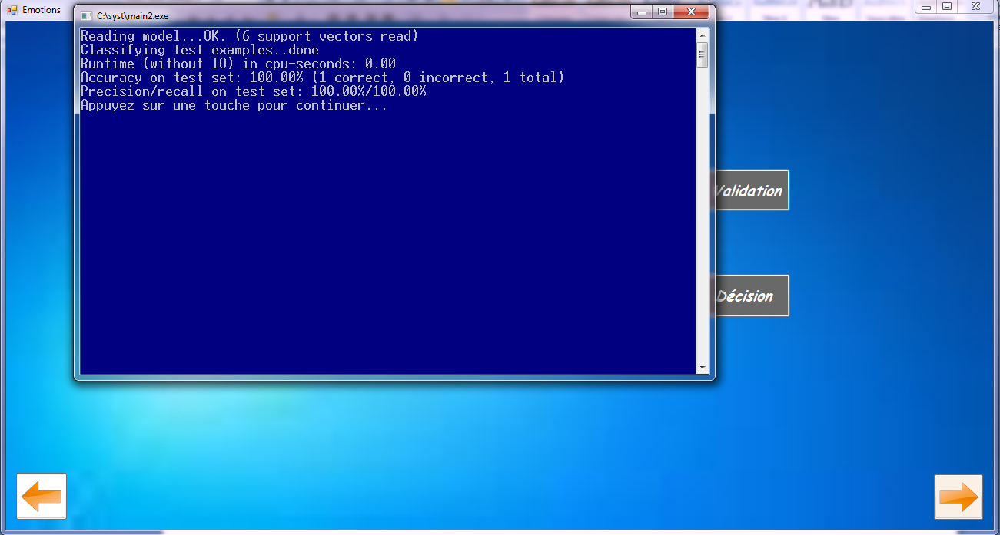 Emotions
C:\syst\main2.exe
Reading model...OK. (6 support vectors read)
Classifying test examples..done
Runtime (without IO) in cpu-seconds: 0.00
Accuracy on test set: 100.00% (1 correct, 0 incorrect, 1 total)
Precision/recall on test set: 100.00%/100.00%
Appuyez sur une touche pour continuer...
Validation
Décision